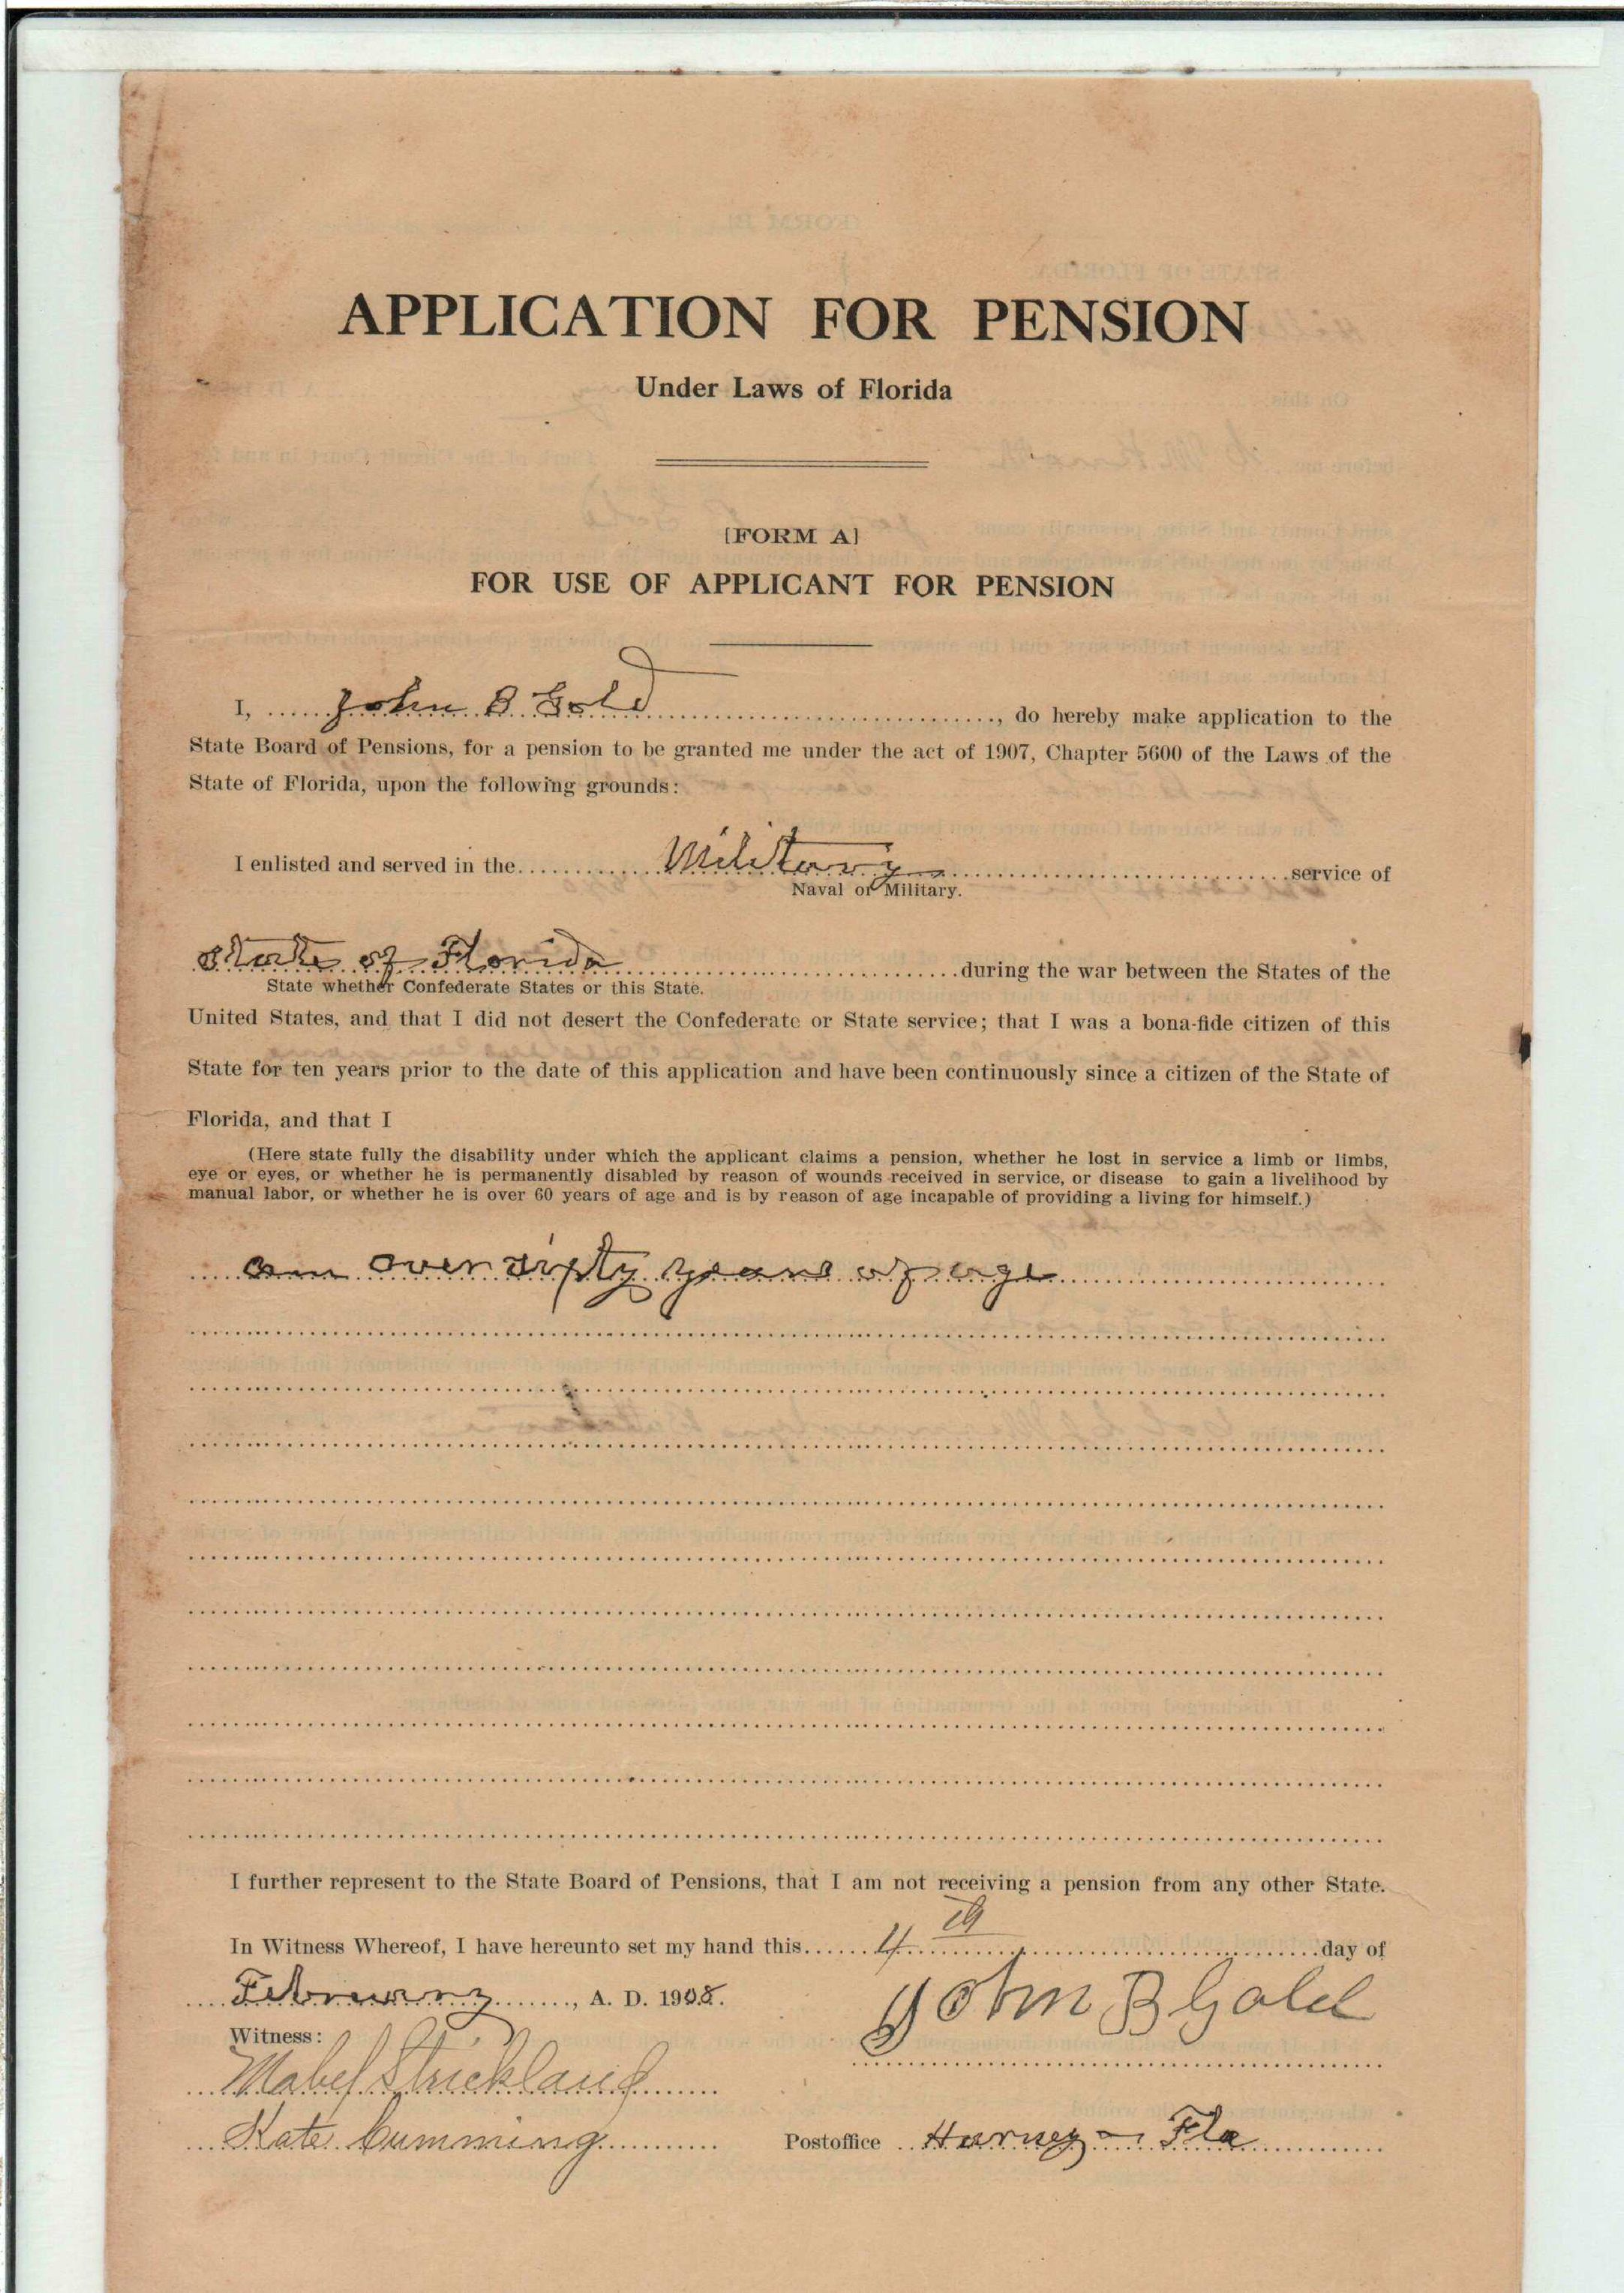 APPLICATION FOR PENSION
Under Laws of Florida
[FORM A]
FOR USE OF APPLICANT FOR PENSION
I, John B Gold, do hereby make application to the
State Board of Pensions, for a pension to be granted me under the act of 1907, Chapter 5600 of the Laws of the
State of Florida, upon the following grounds:
I enlisted and served in the Military service of
Naval or Military.
State of Florida during the war between the States of the
State whether Confederate States or this State.
United States, and that I did not desert the Confederate or State service; that I was a bona-fide citizen of this
State for ten years prior to the date of this application and have been continuously since a citizen of the State of
Florida, and that I
(Here state fully the disability under which the applicant claims a pension, whether he lost in service a limb or limbs,
eye or eyes, or whether he is permanently disabled by reason of wounds received in service, or disease to gain a livelihood by
manual labor, or whether he is over 60 years of age and is by reason of age incapable of providing a living for himself.)
am over sixty years of age
I further represent to the State Board of Pensions, that I am not receiving a pension from any other State.
In Witness Whereof, I have hereunto set my hand this 4th day of
February, A. D. 1908.
John B Gold
Witness:
Mabel Strickland
Kate Cumming
Postoffice Harney - Fla